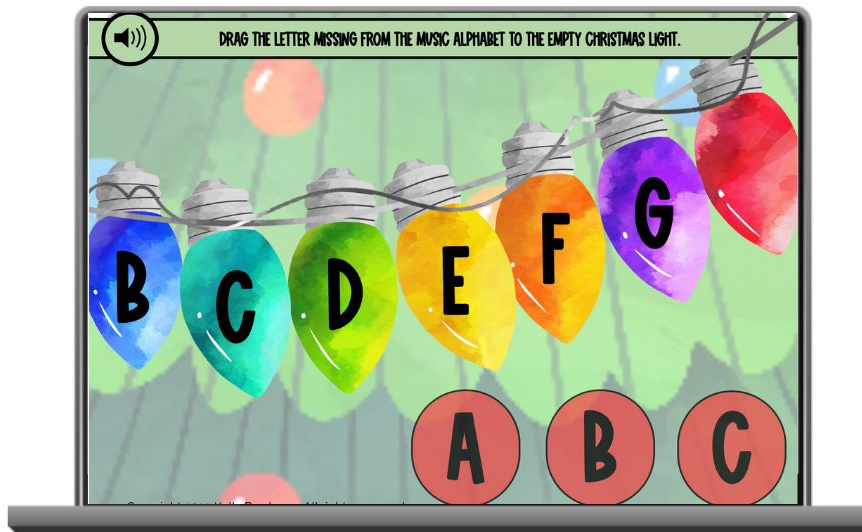 DRAG THE LETTER MISSING FROM THE MUSIC ALPHABET TO THE EMPTY CHRISTMAS LIGHT.
B C D E F G
A B C